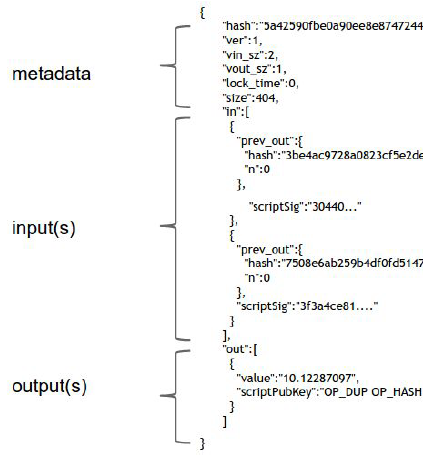 {
"hash":"5a42590fbe0a90ee8e8747244
metadata
"ver":1,
"vin_sz":2,
"vout_sz":1,
"lock_time":0,
"size":404,
"in":[
{
"prev_out":{
"hash":"3be4ac9728a0823cf5e2de
"n":0
},
"scriptSig":"30440..."
input(s)
},
{
"prev_out":{
"hash":"7508e6ab259b4df0fd5147
"n":0
},
"scriptSig":"3f3a4ce81...."
}
],
"out":[
output(s)
{
"value":"10.12287097",
"scriptPubKey":"OP_DUP OP_HASH
}
]
}